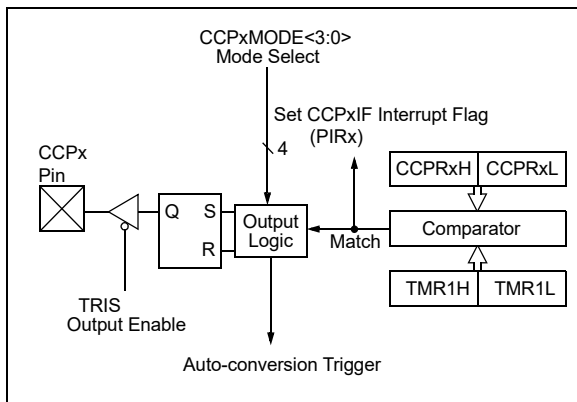 CCPxMODE<3:0>
Mode Select
Set CCPxIF Interrupt Flag
(PIRx)
4
CCPx
Pin
CCPRxH CCPRxL
Q S
R
Output
Logic
Match
Comparator
TMR1H TMR1L
TRIS
Output Enable
Auto-conversion Trigger